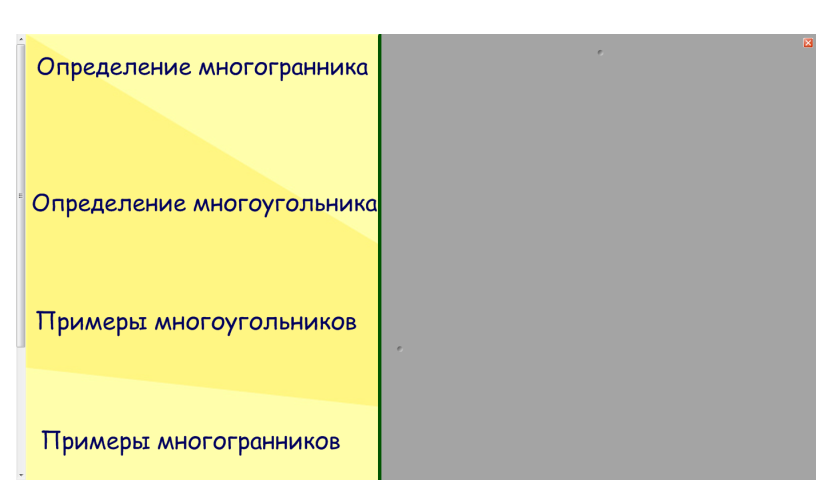 Определение многогранника
Определение многоугольника
Примеры многоугольников
Примеры многогранников